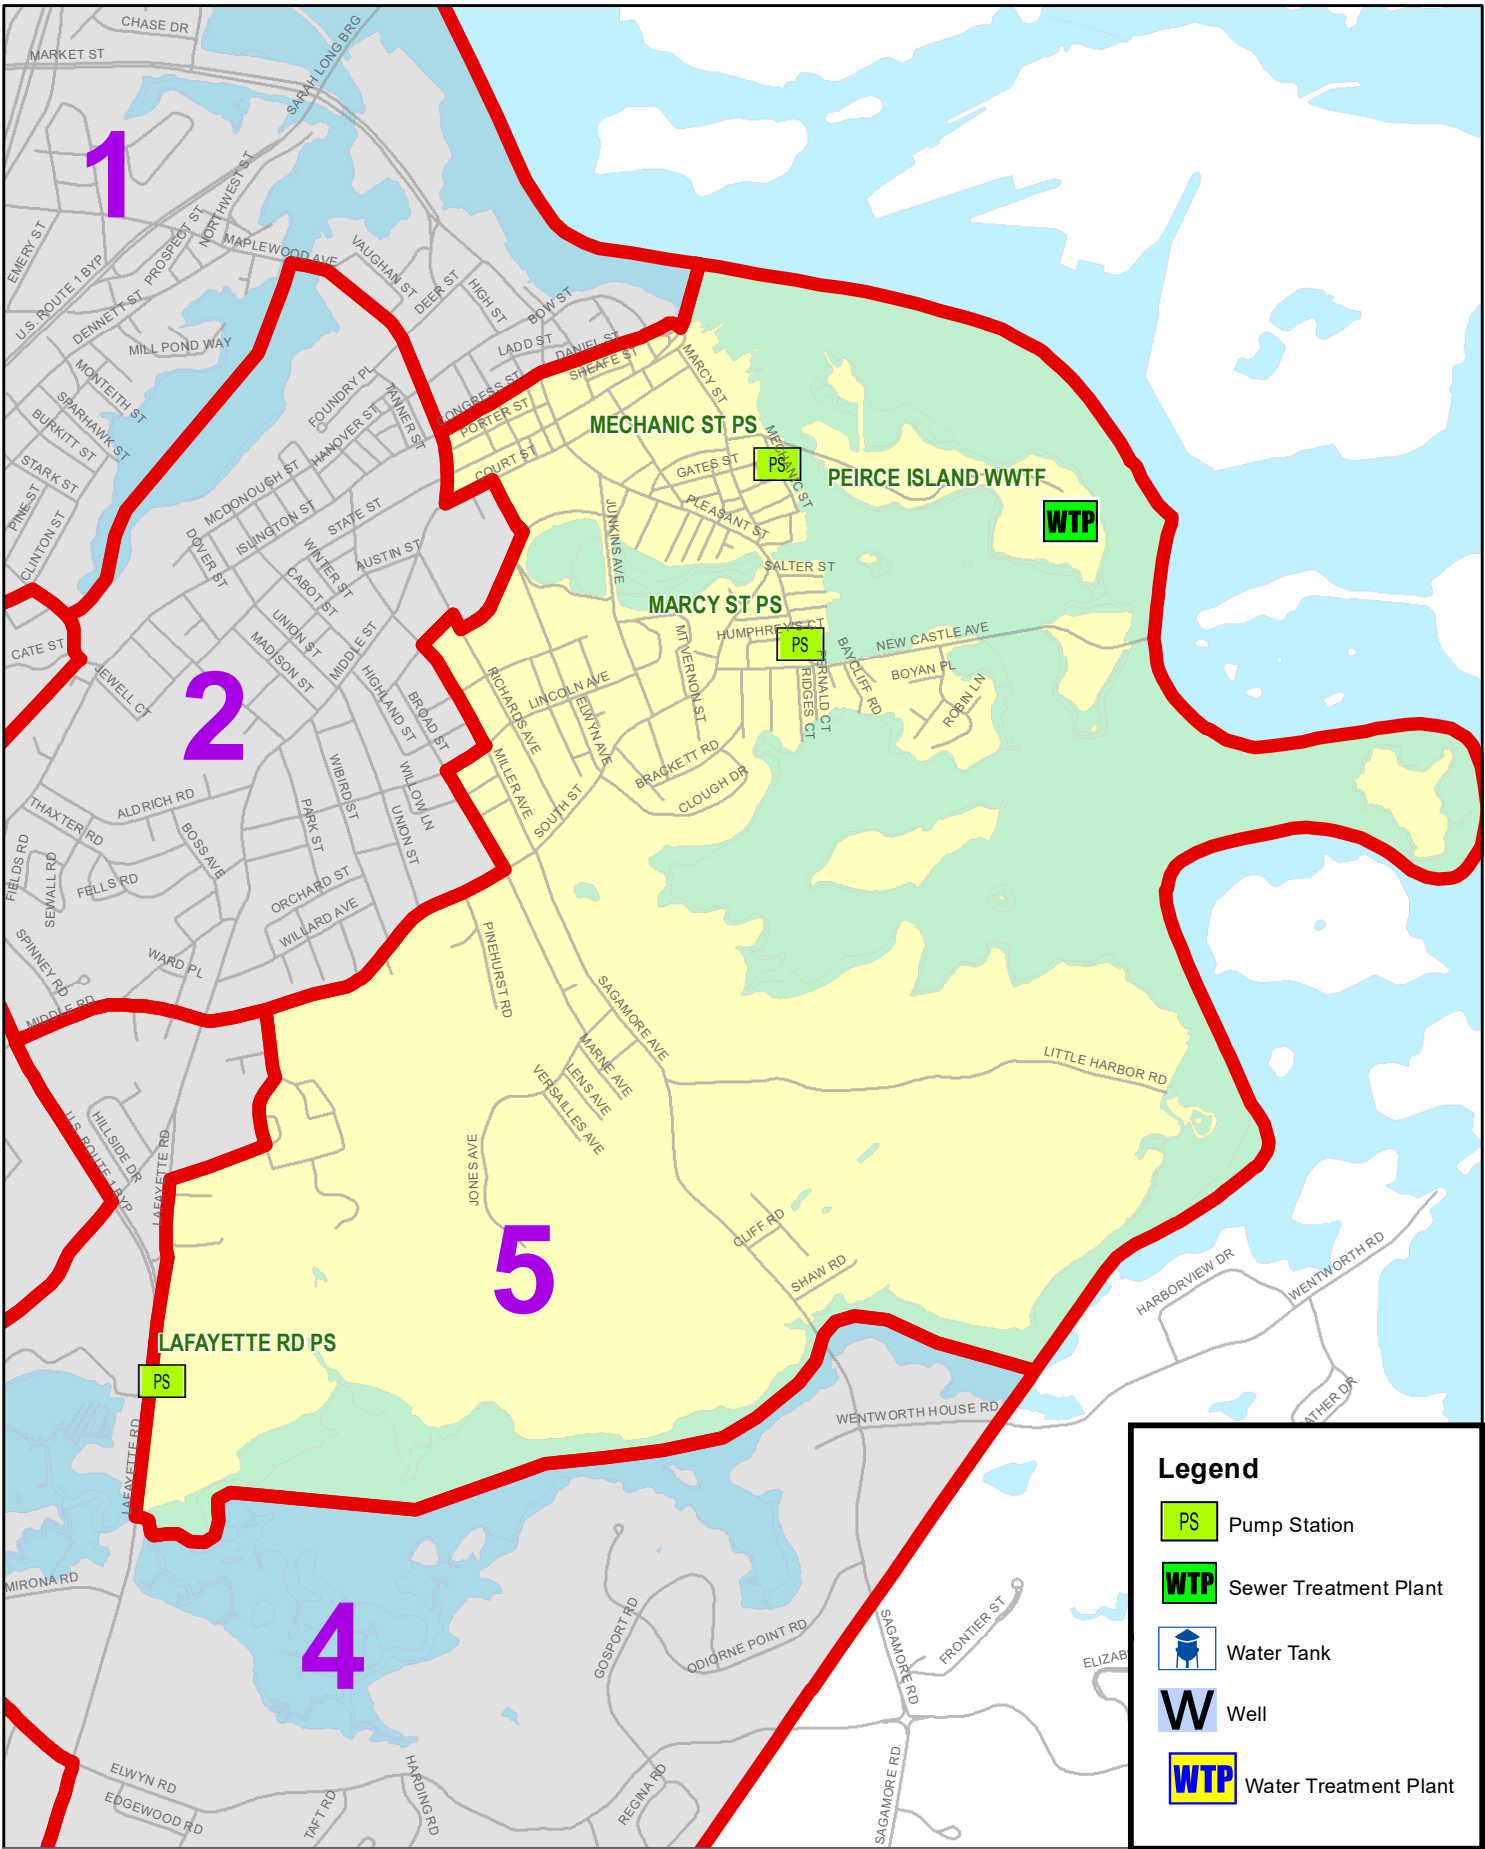 CHASE DR
MARKET ST
SARAH LONG BRG
1
NORTHWEST ST
PROSPECT ST
EMERY ST
MAPLEWOOD AVE
VAUGHAN ST
U.S. ROUTE 1 BYP
DEER ST
HIGH ST
BOW ST
DENNETT ST
MILL POND WAY
LADD ST
DANIEL ST
SHEAFE ST
MARCY ST
MONTEITH ST
FOUNDRY PL
TANNER ST
CONGRESS ST
PORTER ST
SPARHAWK ST
BURKITT ST
HANOVER ST
MECHANIC ST PS
COURT ST
GATES ST
PS
MECHANIC ST
PEIRCE ISLAND WWTF
WTP
STARK ST
PINE ST
MCDONOUGH ST
ISLINGTON ST
STATE ST
PLEASANT ST
JUNKINS AVE
CLINTON ST
DOVER ST
WINTER ST
AUSTIN ST
CABOT ST
SALTER ST
MARCY ST PS
UNION ST
MADISON ST
MIDDLE ST
HUMPHREY'S CT
PS
NEW CASTLE AVE
CATE ST
JEWELL CT
MT VERNON ST
BAYCLIFF RD
BOYAN PL
FERNALD CT
RIDGES CT
ROBIN LN
2
HIGHLAND ST
BROAD ST
RICHARDS AVE
LINCOLN AVE
ELWYN AVE
BRACKETT RD
CLOUGH DR
WIBIRD ST
WILLOW LN
MILLER AVE
SOUTH ST
ALDRICH RD
THAXTER RD
PARK ST
UNION ST
BOSS AVE
FIELDS RD
SEWALL RD
FELLS RD
ORCHARD ST
WILLARD AVE
SPINNEY RD
WARD PL
PINEHURST RD
MIDDLE RD
SAGAMORE AVE
MARNE AVE
LENS AVE
VERSAILLES AVE
LITTLE HARBOR RD
HILLSIDE DR
U.S. ROUTE 1 BYP
LAFAYETTE RD
JONES AVE
CLIFF RD
SHAW RD
5
HARBORVIEW DR
WENTWORTH RD
LAFAYETTE RD PS
PS
ATHER DR
WENTWORTH HOUSE RD
LAFAYETTE RD
MIRONA RD
4
GOSPORT RD
ODIORNE POINT RD
SAGAMORE RD
FRONTIER ST
ELIZAB
ELWYN RD
EDGEWOOD RD
TAFT RD
HARDING RD
REGINA RD
SAGAMORE RD
Legend
PS Pump Station
WTP Sewer Treatment Plant
Water Tank
W Well
WTP Water Treatment Plant